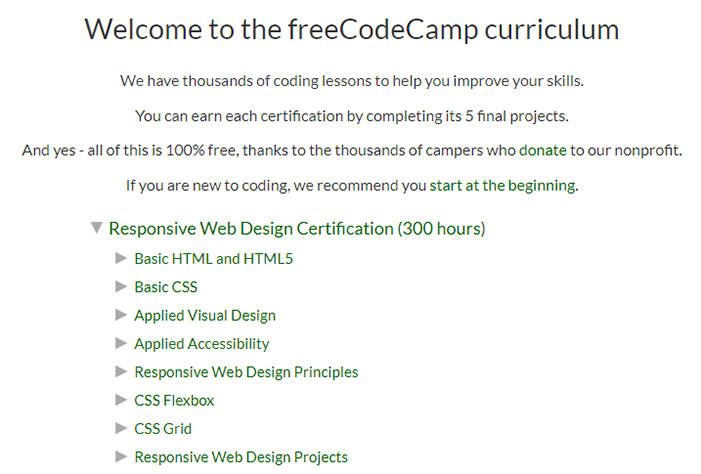 Welcome to the freeCodeCamp curriculum
We have thousands of coding lessons to help you improve your skills.
You can earn each certification by completing its 5 final projects.
And yes - all of this is 100% free, thanks to the thousands of campers who donate to our nonprofit.
If you are new to coding, we recommend you start at the beginning.
Responsive Web Design Certification (300 hours)
Basic HTML and HTML5
Basic CSS
Applied Visual Design
Applied Accessibility
Responsive Web Design Principles
CSS Flexbox
CSS Grid
Responsive Web Design Projects